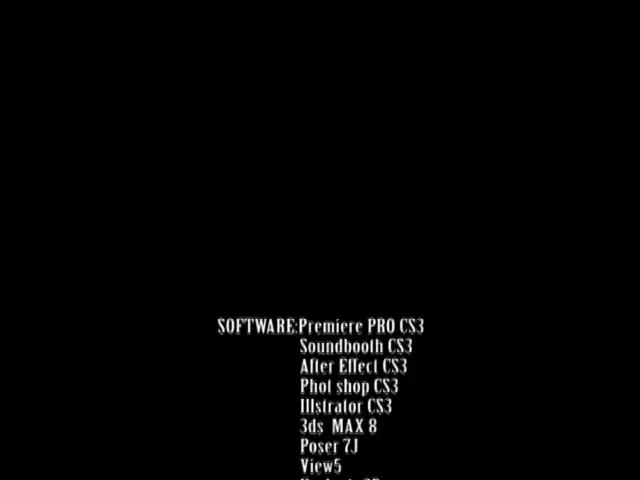 SOFTWARE:Premiere PRO CS3
Soundbooth CS3
After Effect CS3
Phot shop CS3
Illstrator CS3
3ds MAX 8
Poser 7J
View5